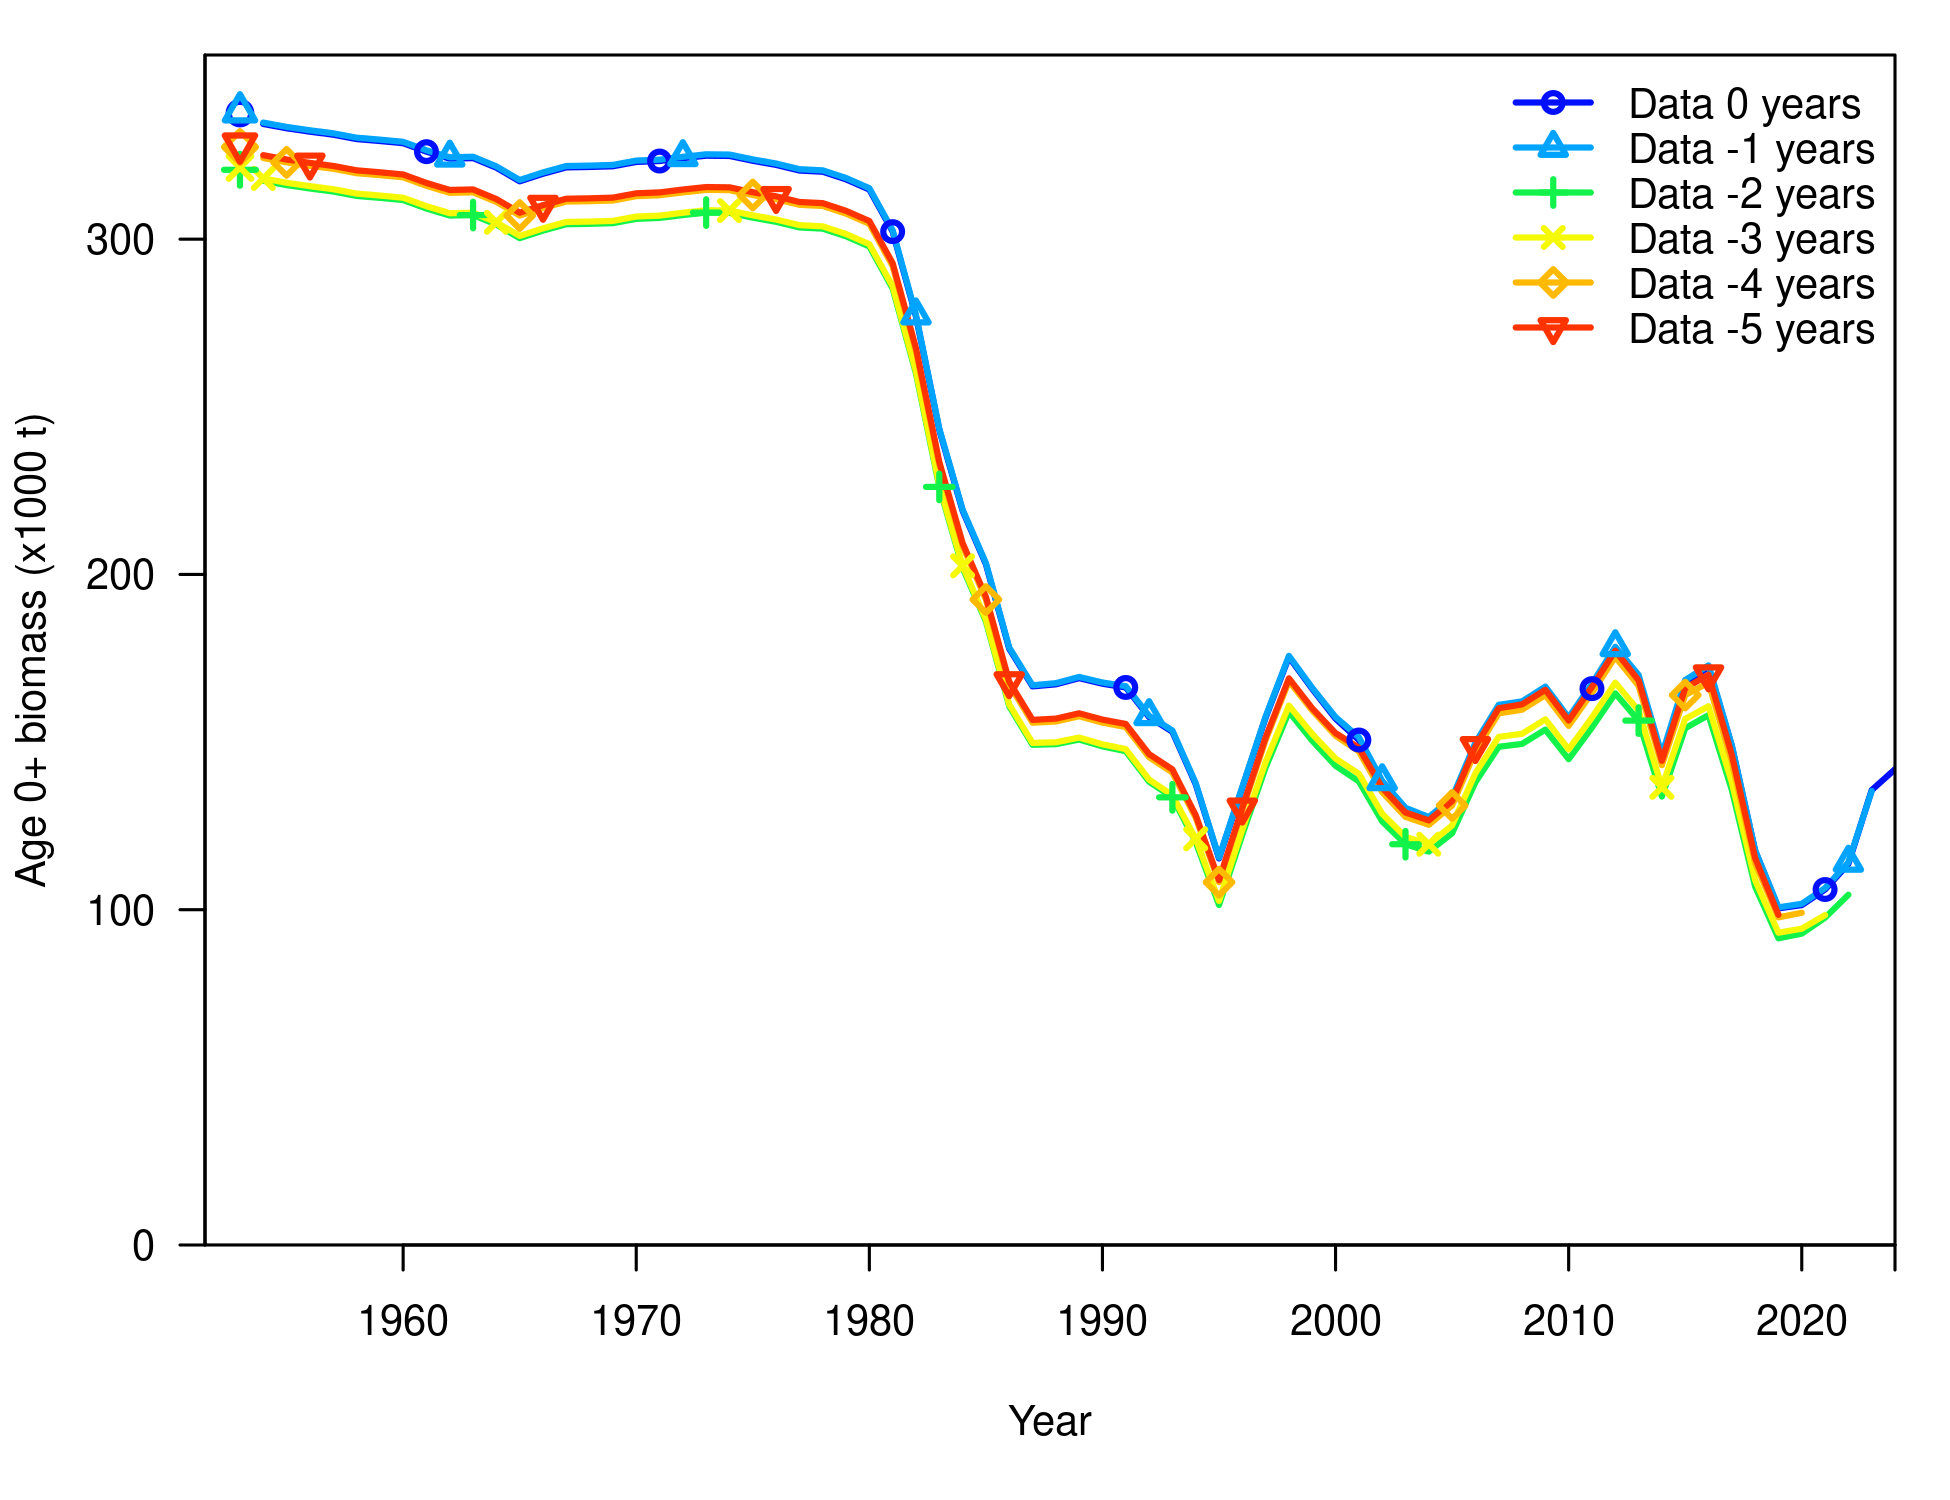 Data 0 years
Data -1 years
Data -2 years
Data -3 years
Data -4 years
Data -5 years
Age 0+ biomass (x1000 t)
300
200
100
0
1960 1970 1980 1990 2000 2010 2020
Year